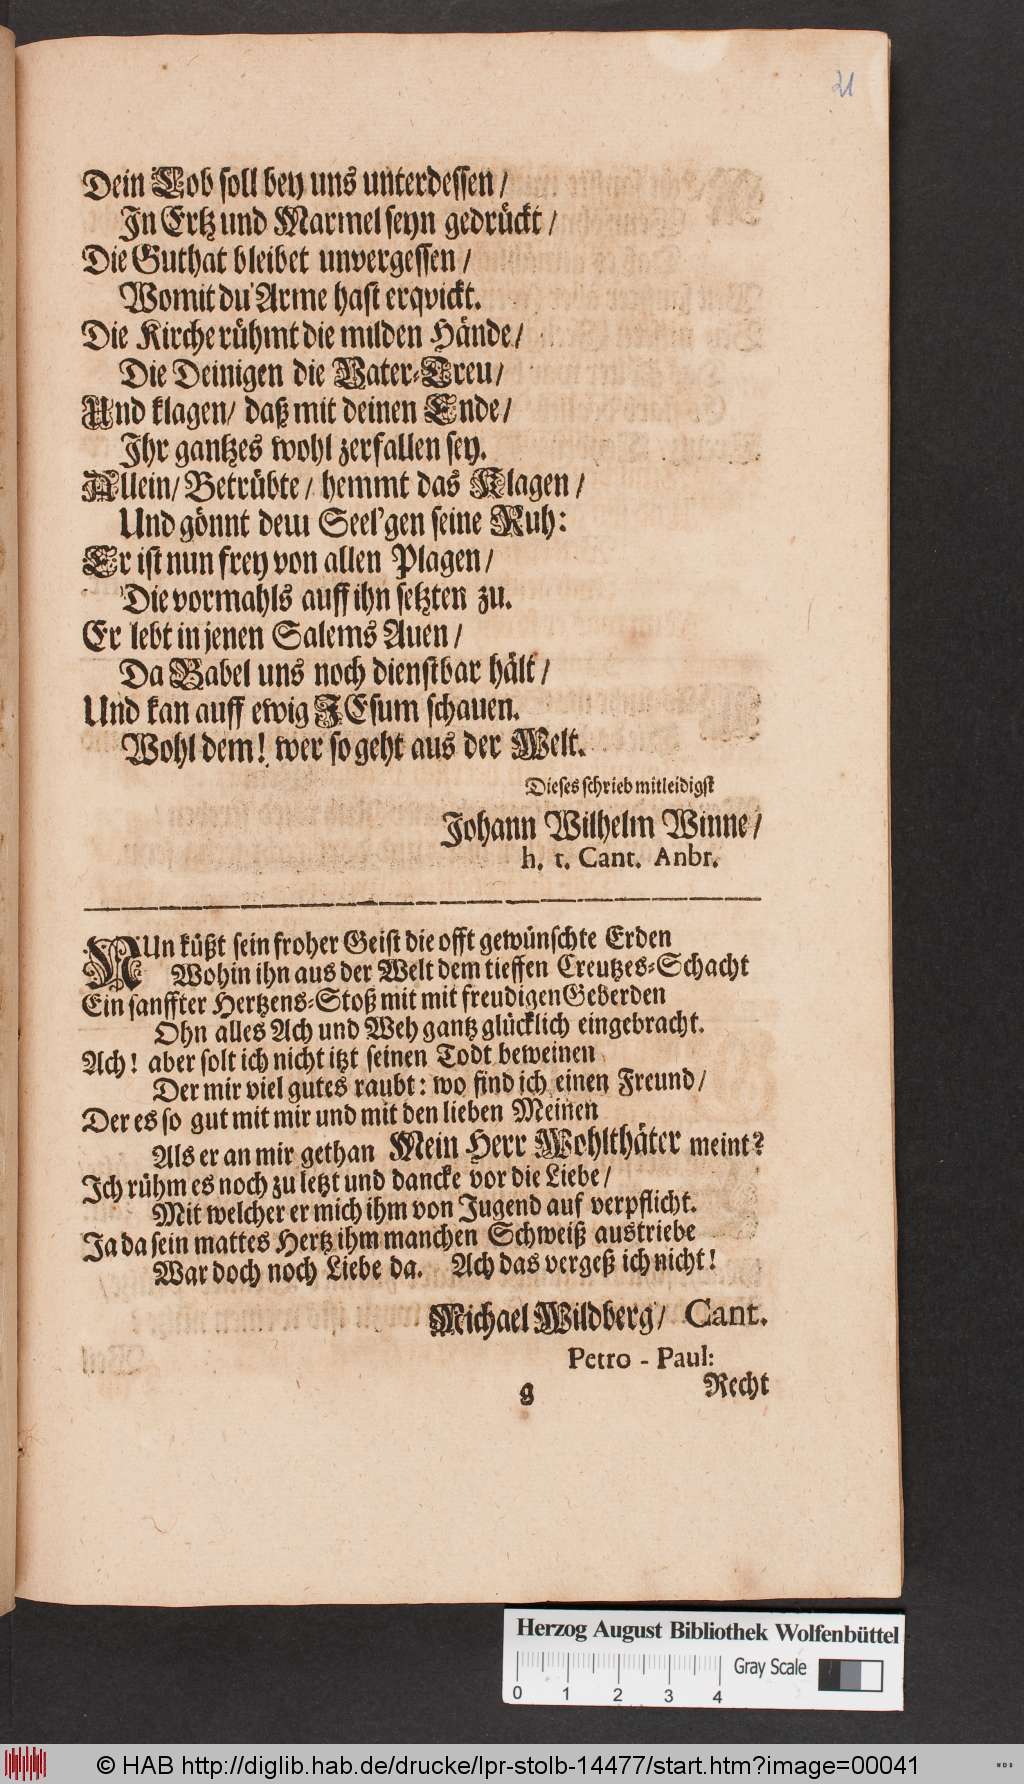 21
Dein Lob soll bey uns unterdessen /
In Ertz und Marmel seyn gedrückt /
Die Guthat bleibet unvergessen /
Womit du Arme hast erqvickt.
Die Kirche rühmt die milden Hände /
Die Deinigen die Vater-Treu /
Und klagen / daß mit deinen Ende /
Ihr gantzes wohl zerfallen sey.
Allein / Betrübte / hemmt das Klagen /
Und gönnt dem Seel'gen seine Ruh:
Er ist nun frey von allen Plagen /
Die vormahls auff ihn setzten zu.
Er lebt in jenen Salems Auen /
Da Babel uns noch dienstbar hält /
Und kan auff ewig JEsum schauen.
Wohl dem! wer so geht aus der Welt.
Dieses schrieb mitleidigst
Johann Wilhelm Winne /
h. t. Cant. Anbr.
NUn küßt sein froher Geist die offt gewünschte Erden
Wohin ihn aus der Welt dem tieffen Creutzes-Schacht
Ein sanffter Hertzens-Stoß mit mit freudigen Geberden
Ohn alles Ach und Weh gantz glücklich eingebracht.
Ach! aber solt ich nicht itzt seinen Todt beweinen
Der mir viel gutes raubt: wo find ich einen Freund /
Der es so gut mit mir und mit den lieben Meinen
Als er an mir gethan Mein Herr Wohlthäter meint?
Ich rühm es noch zu letzt und dancke vor die Liebe /
Mit welcher er mich ihm von Jugend auf verpflicht.
Ja da sein mattes Hertz ihm manchen Schweiß austriebe
War doch noch Liebe da. Ach das vergeß ich nicht!
Michael Wildberg / Cant.
Petro - Paul:
g Recht
Herzog August Bibliothek Wolfenbüttel
Gray Scale
0 1 2 3 4
© HAB http://diglib.hab.de/drucke/lpr-stolb-14477/start.htm?image=00041